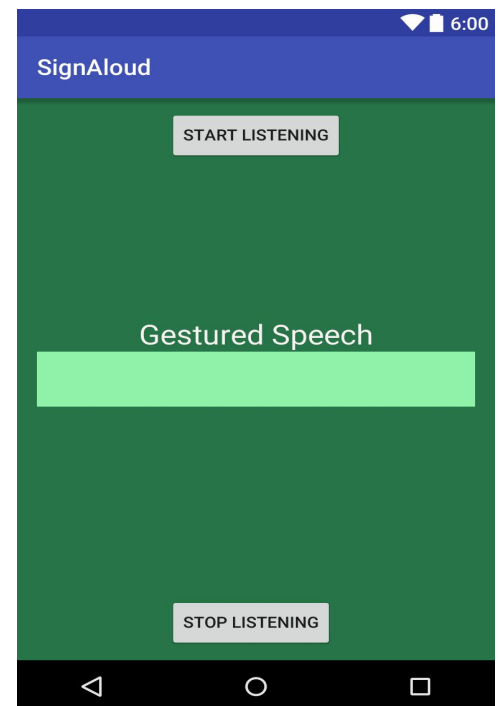 6:00
SignAloud
START LISTENING
Gestured Speech
STOP LISTENING